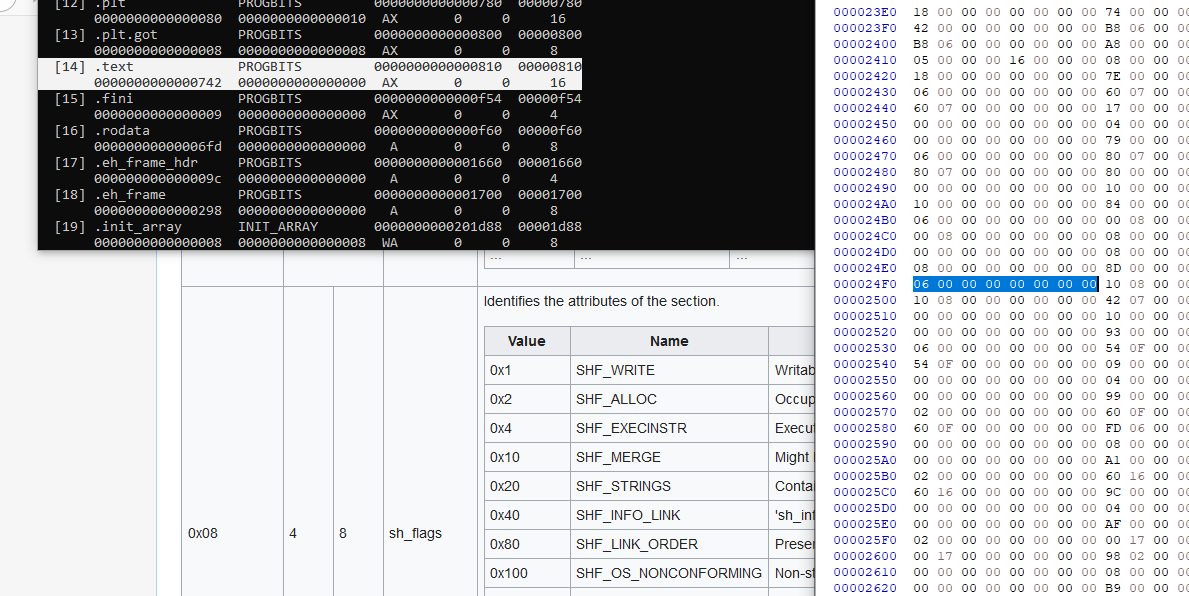 [12] .plt PROGBITS 0000000000000780 00000780
0000000000000080 0000000000000010 AX 0 0 16
[13] .plt.got PROGBITS 0000000000000800 00000800
0000000000000008 0000000000000008 AX 0 0 8
[14] .text PROGBITS 0000000000000810 00000810
0000000000000742 0000000000000000 AX 0 0 16
[15] .fini PROGBITS 0000000000000f54 00000f54
0000000000000009 0000000000000000 AX 0 0 4
[16] .rodata PROGBITS 0000000000000f60 00000f60
00000000000006fd 0000000000000000 A 0 0 8
[17] .eh_frame_hdr PROGBITS 0000000000001660 00001660
000000000000009c 0000000000000000 A 0 0 4
[18] .eh_frame PROGBITS 0000000000001700 00001700
0000000000000298 0000000000000000 A 0 0 8
[19] .init_array INIT_ARRAY 0000000000201d88 00001d88
0000000000000008 0000000000000008 WA 0 0 8
... ... ...
Identifies the attributes of the section.
Value Name
0x1 SHF_WRITE Writab
0x2 SHF_ALLOC Occup
0x4 SHF_EXECINSTR Execu
0x10 SHF_MERGE Might
0x20 SHF_STRINGS Conta
0x40 SHF_INFO_LINK 'sh_inf
0x80 SHF_LINK_ORDER Preser
0x100 SHF_OS_NONCONFORMING Non-st
0x08 4 8 sh_flags
000023E0 18 00 00 00 00 00 00 00 74 00 00
000023F0 42 00 00 00 00 00 00 00 B8 06 00
00002400 B8 06 00 00 00 00 00 00 A8 00 00
00002410 05 00 00 00 16 00 00 00 08 00 00
00002420 18 00 00 00 00 00 00 00 7E 00 00
00002430 06 00 00 00 00 00 00 00 60 07 00
00002440 60 07 00 00 00 00 00 00 17 00 00
00002450 00 00 00 00 00 00 00 00 04 00 00
00002460 00 00 00 00 00 00 00 00 79 00 00
00002470 06 00 00 00 00 00 00 00 80 07 00
00002480 80 07 00 00 00 00 00 00 80 00 00
00002490 00 00 00 00 00 00 00 00 10 00 00
000024A0 10 00 00 00 00 00 00 00 84 00 00
000024B0 06 00 00 00 00 00 00 00 00 08 00
000024C0 00 08 00 00 00 00 00 00 08 00 00
000024D0 00 00 00 00 00 00 00 00 08 00 00
000024E0 08 00 00 00 00 00 00 00 8D 00 00
000024F0 06 00 00 00 00 00 00 00 10 08 00
00002500 10 08 00 00 00 00 00 00 42 07 00
00002510 00 00 00 00 00 00 00 00 10 00 00
00002520 00 00 00 00 00 00 00 00 93 00 00
00002530 06 00 00 00 00 00 00 00 54 0F 00
00002540 54 0F 00 00 00 00 00 00 09 00 00
00002550 00 00 00 00 00 00 00 00 04 00 00
00002560 00 00 00 00 00 00 00 00 99 00 00
00002570 02 00 00 00 00 00 00 00 60 0F 00
00002580 60 0F 00 00 00 00 00 00 FD 06 00
00002590 00 00 00 00 00 00 00 00 08 00 00
000025A0 00 00 00 00 00 00 00 00 A1 00 00
000025B0 02 00 00 00 00 00 00 00 60 16 00
000025C0 60 16 00 00 00 00 00 00 9C 00 00
000025D0 00 00 00 00 00 00 00 00 04 00 00
000025E0 00 00 00 00 00 00 00 00 AF 00 00
000025F0 02 00 00 00 00 00 00 00 00 17 00
00002600 00 17 00 00 00 00 00 00 98 02 00
00002610 00 00 00 00 00 00 00 00 08 00 00
00002620 00 00 00 00 00 00 00 00 B9 00 00